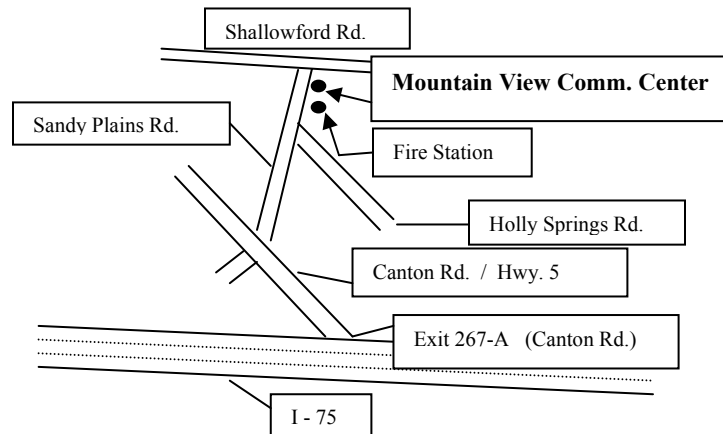 Shallowford Rd.
Mountain View Comm. Center
Sandy Plains Rd.
Fire Station
Holly Springs Rd.
Canton Rd. / Hwy. 5
Exit 267-A (Canton Rd.)
I - 75